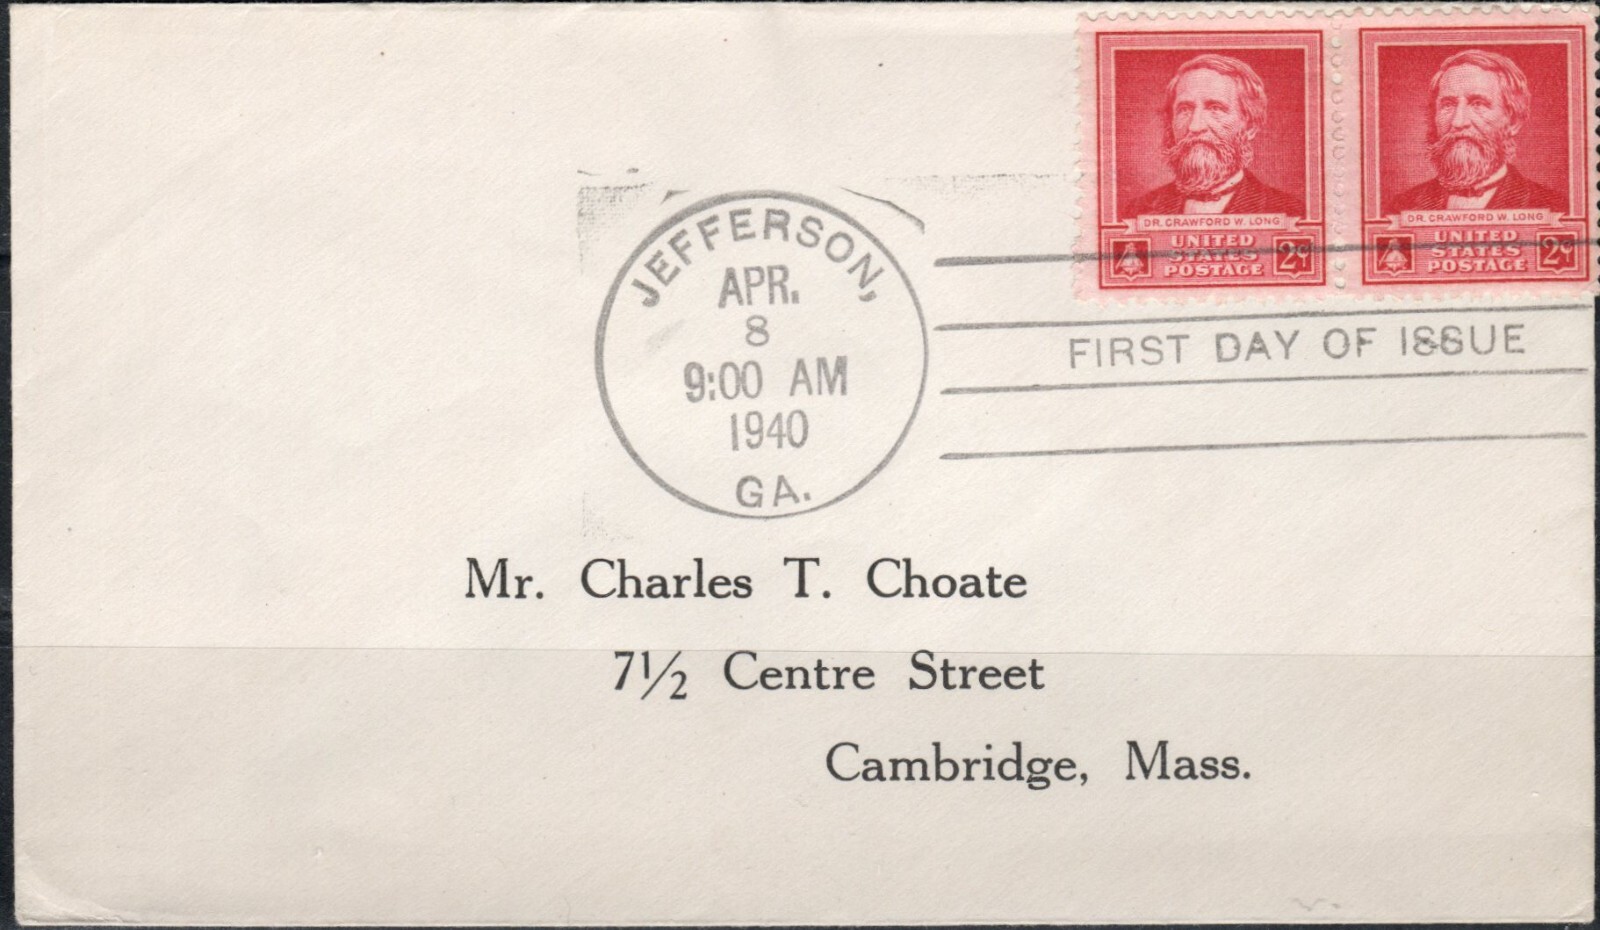 DR. CRAWFORD W. LONG
UNITED
STATES
POSTAGE
2¢
DR. CRAWFORD W. LONG
UNITED
STATES
POSTAGE
2¢
JEFFERSON,
APR.
8
9:00 AM
1940
GA.
FIRST DAY OF ISSUE
Mr. Charles T. Choate
7½ Centre Street
Cambridge, Mass.